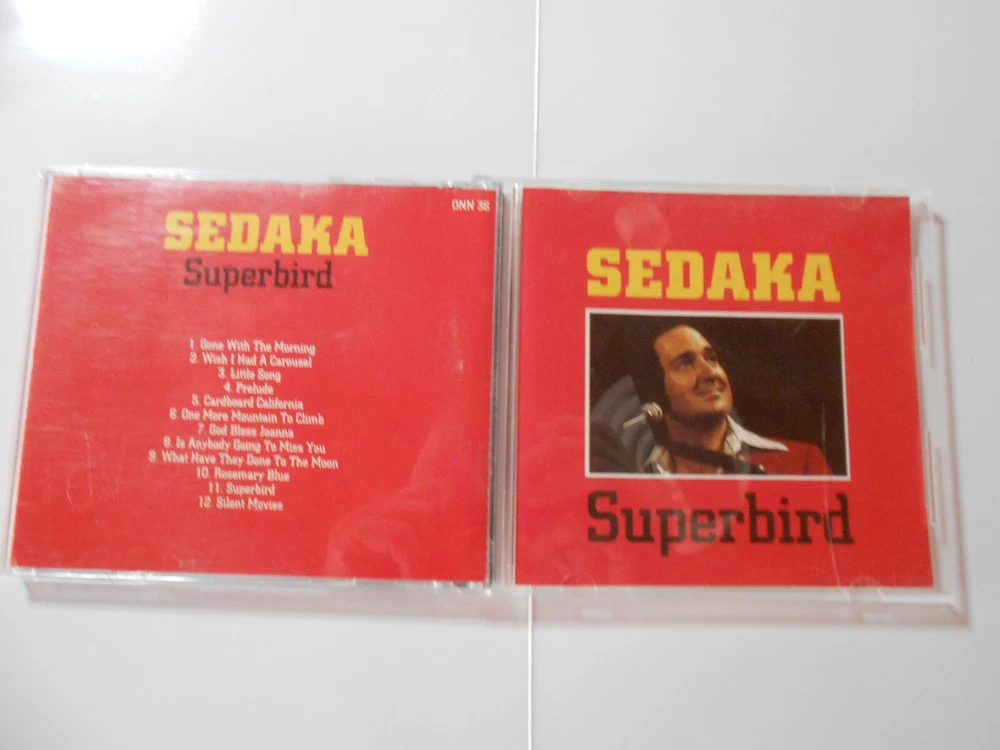 ONN 36
SEDAKA
Superbird
1. Gone With The Morning
2. Wish I Had A Carousel
3. Little Song
4. Prelude
5. Cardboard California
6. One More Mountain To Climb
7. God Bless Joanna
8. Is Anybody Going To Miss You
9. What Have They Done To The Moon
10. Rosemary Blue
11. Superbird
12. Silent Movies
SEDAKA
Superbird